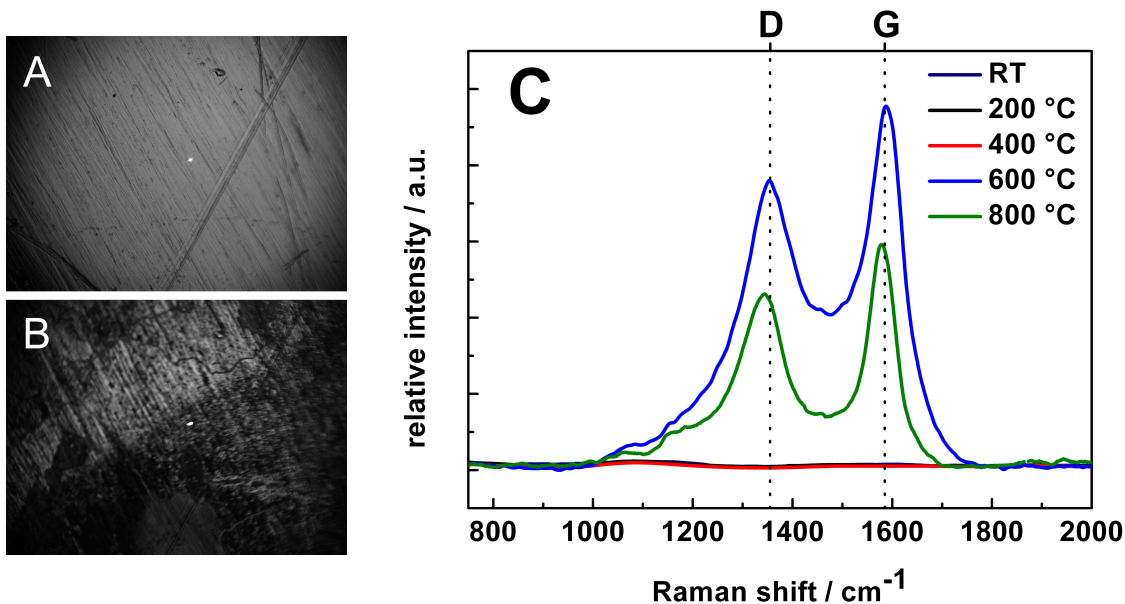 A
B
D G
C
RT
200 °C
400 °C
600 °C
800 °C
relative intensity / a.u.
800 1000 1200 1400 1600 1800 2000
Raman shift / cm-1